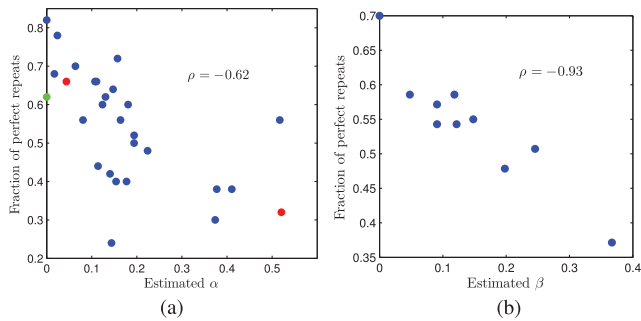 0.8
0.7
0.6
0.5
0.4
0.3
0.2
Fraction of perfect repeats
ρ = −0.62
0 0.1 0.2 0.3 0.4 0.5
Estimated α
(a)
0.7
0.65
0.6
0.55
0.5
0.45
0.4
0.35
Fraction of perfect repeats
ρ = −0.93
0 0.1 0.2 0.3 0.4
Estimated β
(b)